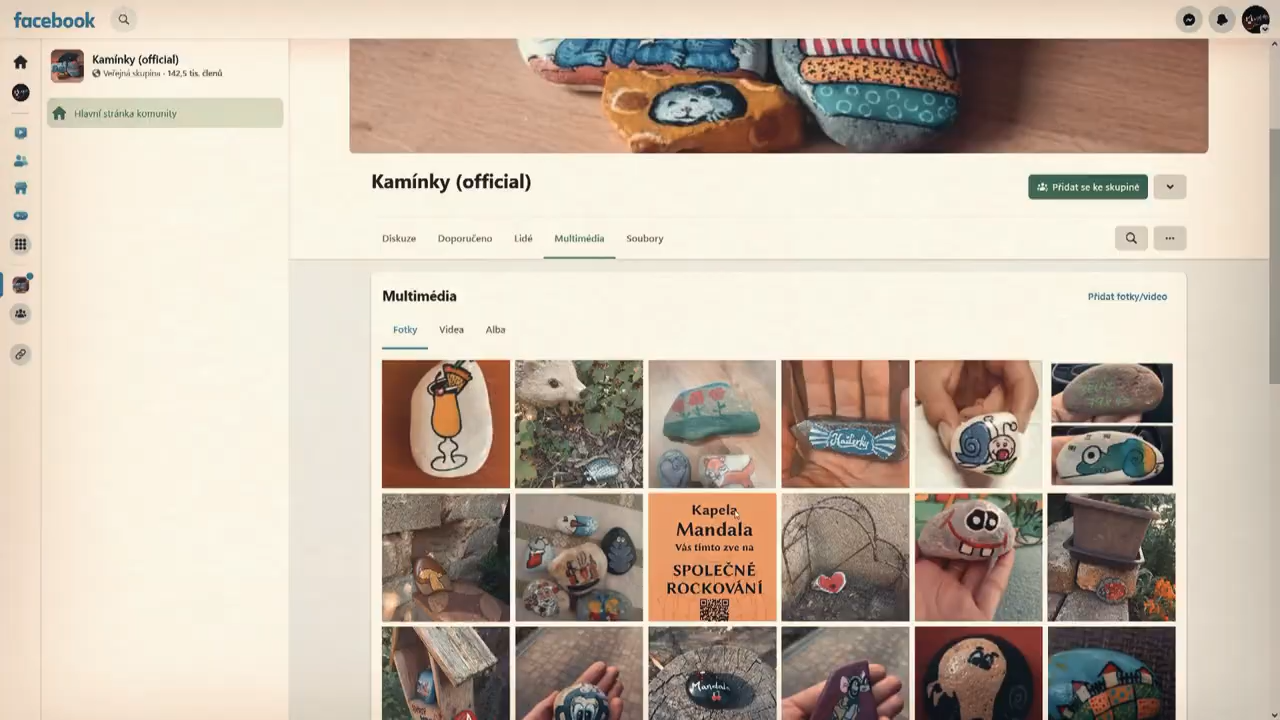 facebook
Kamínky (official)
Veřejná skupina · 142,5 tis. členů
Hlavní stránka komunity
Kamínky (official)
Přidat se ke skupině
Diskuze
Doporučeno
Lidé
Multimédia
Soubory
Multimédia
Přidat fotky/video
Fotky
Videa
Alba
Kapela
Mandala
Vás tímto zve na
SPOLEČNÉ
ROCKOVÁNÍ
Mandala